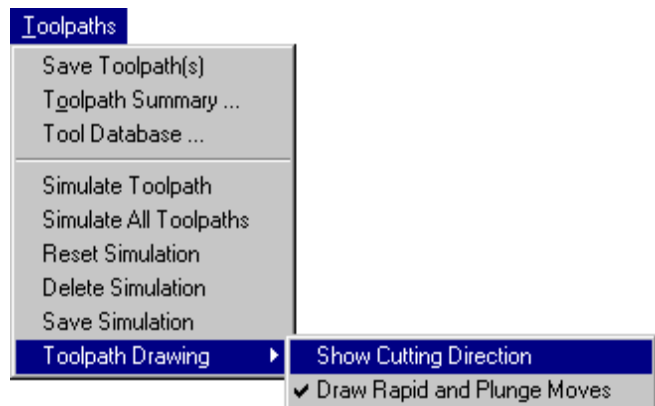 Toolpaths
Save Toolpath(s)
Toolpath Summary ...
Tool Database ...
Simulate Toolpath
Simulate All Toolpaths
Reset Simulation
Delete Simulation
Save Simulation
Toolpath Drawing
Show Cutting Direction
Draw Rapid and Plunge Moves